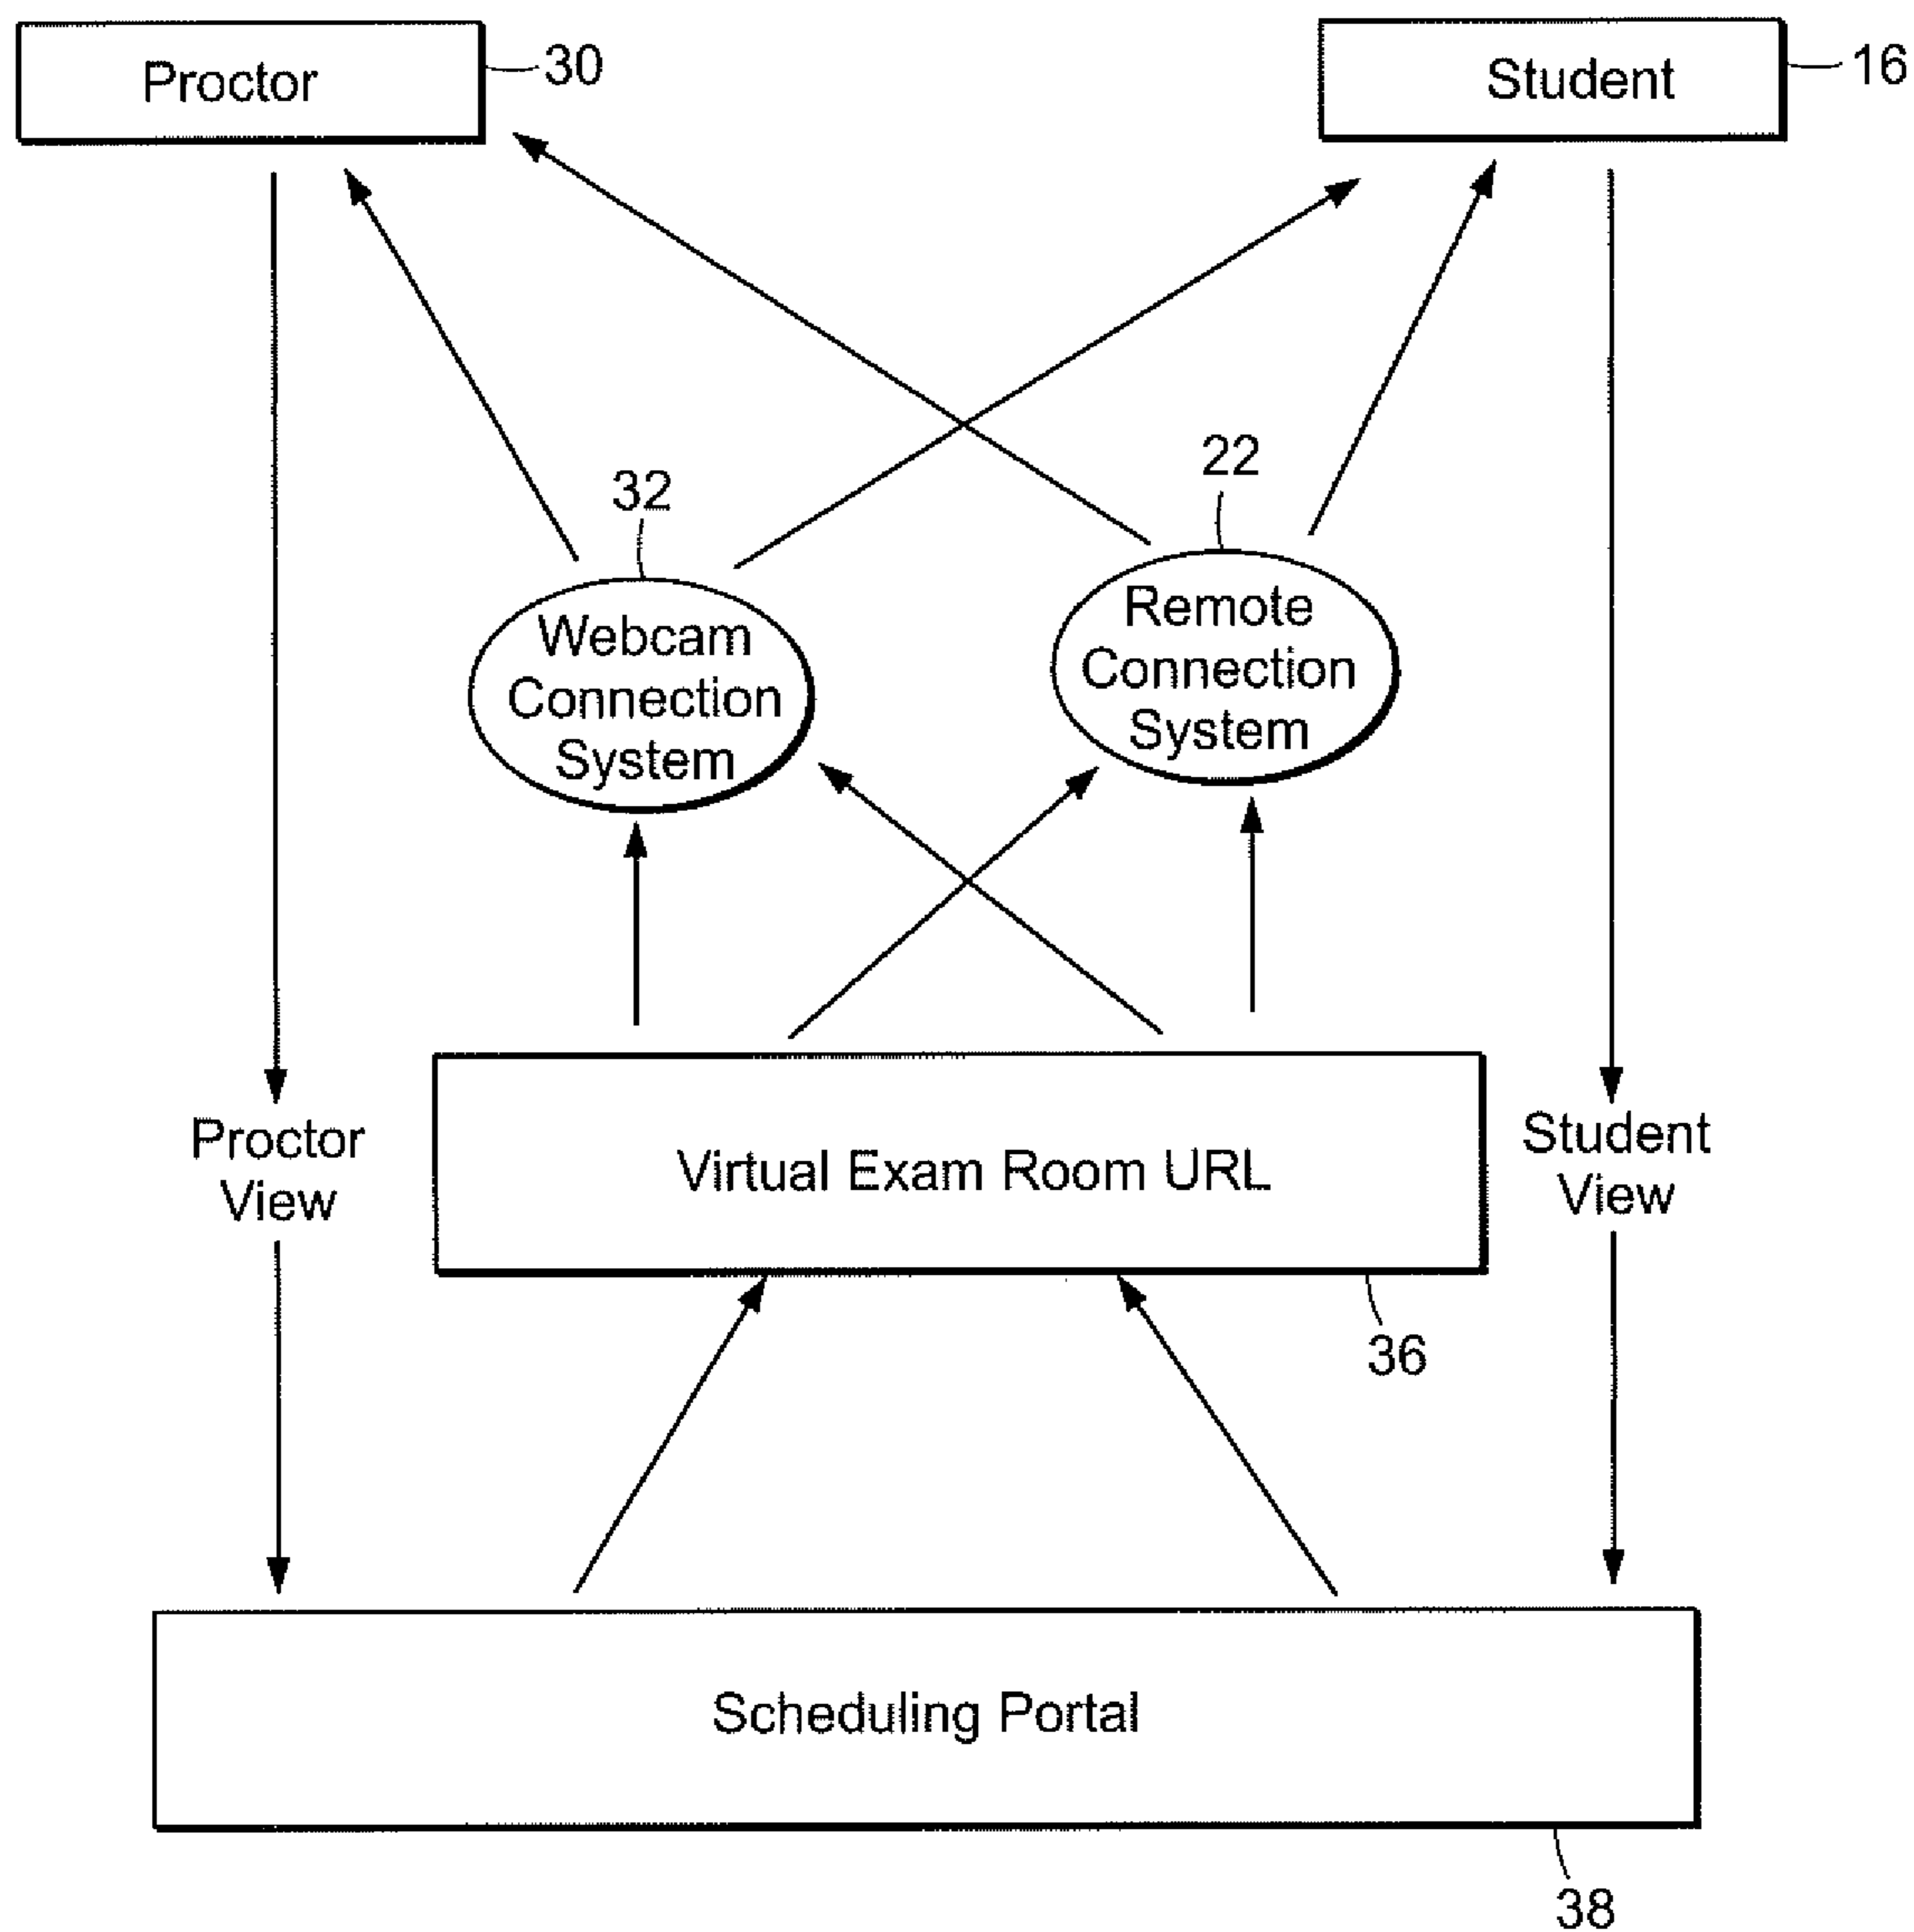 Proctor
30
Student
16
32
22
Webcam
Connection
System
Remote
Connection
System
Proctor
View
Virtual Exam Room URL
Student
View
36
Scheduling Portal
38